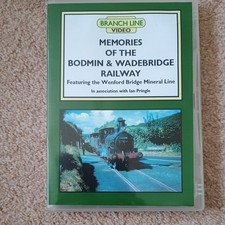 BRANCH LINE
VIDEO
MEMORIES
OF THE
BODMIN & WADEBRIDGE
RAILWAY
Featuring the Wenford Bridge Mineral Line
In association with Ian Pringle